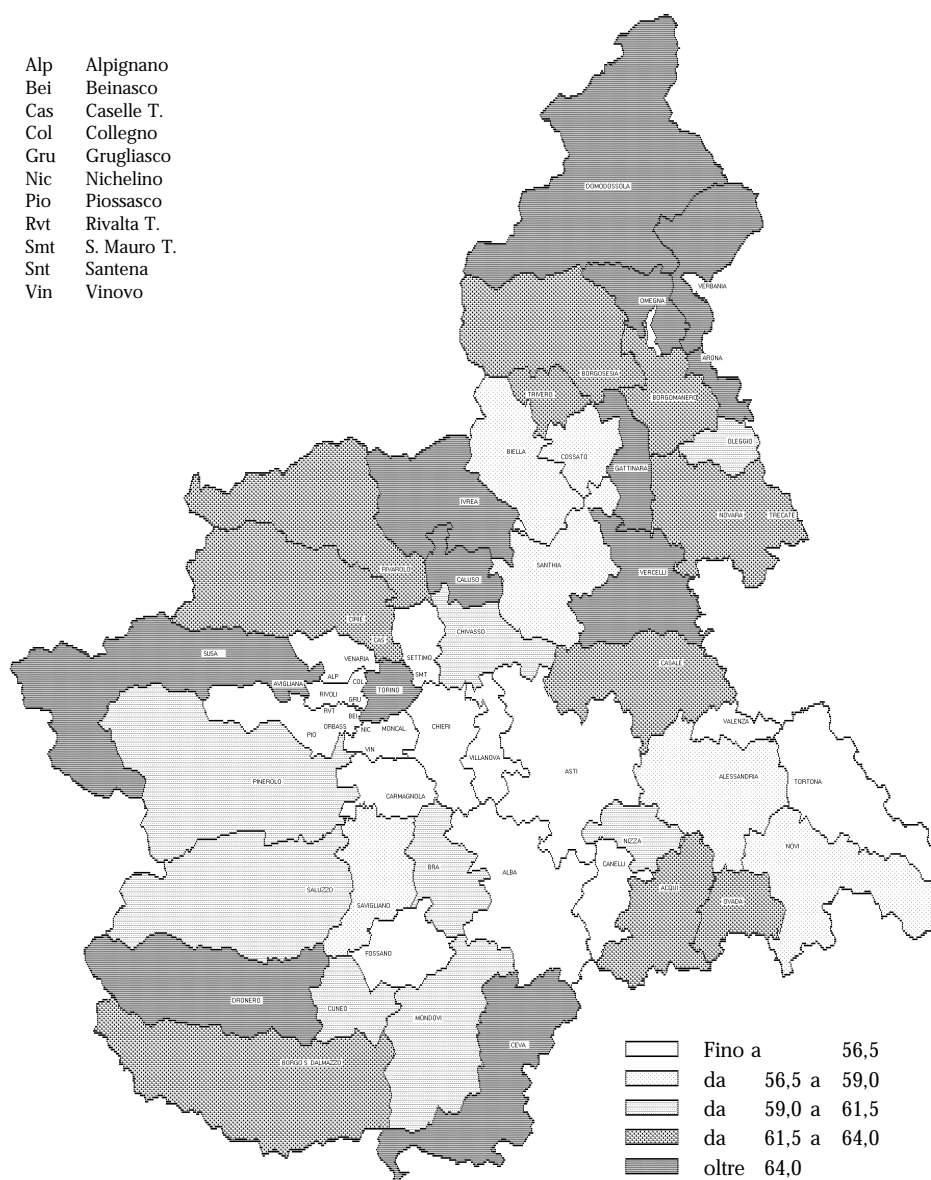 Alp Alpignano
Bei Beinasco
Cas Caselle T.
Col Collegno
Gru Grugliasco
Nic Nichelino
Pio Piossasco
Rvt Rivalta T.
Smt S. Mauro T.
Snt Santena
Vin Vinovo
DOMODOSSOLA
VERBANIA
OMEGNA
ARONA
BORGOSESIA
TRIVERO
BORGOMANERO
OLEGGIO
BIELLA
COSSATO
GATTINARA
IVREA
NOVARA
TRECATE
SANTHIA
RIVAROLO
CALUSO
VERCELLI
CIRIE
CHIVASSO
CAS
SUSA
VENARIA
SETTIMO
CASALE
ALP
COL
SMT
AVIGLIANA
TORINO
RIVOLI
GRU
RVT
BEI
VALENZA
ORBASS
NIC
MONCAL
CHIERI
PIO
VIN
VILLANOVA
ASTI
ALESSANDRIA
TORTONA
PINEROLO
CARMAGNOLA
NIZZA
NOVI
BRA
ALBA
CANELLI
SALUZZO
ACQUI
OVADA
SAVIGLIANO
FOSSANO
DRONERO
CUNEO
MONDOVI
CEVA
BORGO S. DALMAZZO
Fino a 56,5
da 56,5 a 59,0
da 59,0 a 61,5
da 61,5 a 64,0
oltre 64,0